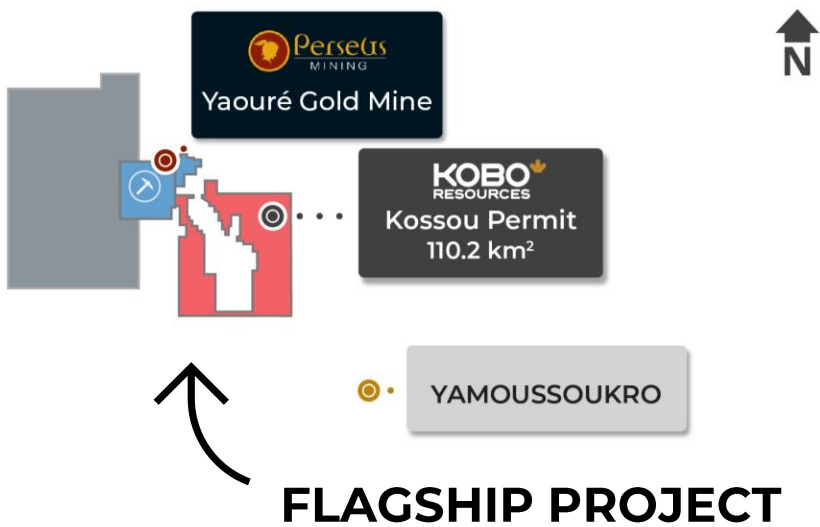 Perseus
MINING
Yaouré Gold Mine
N
KOBO
RESOURCES
Kossou Permit
110.2 km²
YAMOUSSOUKRO
FLAGSHIP PROJECT